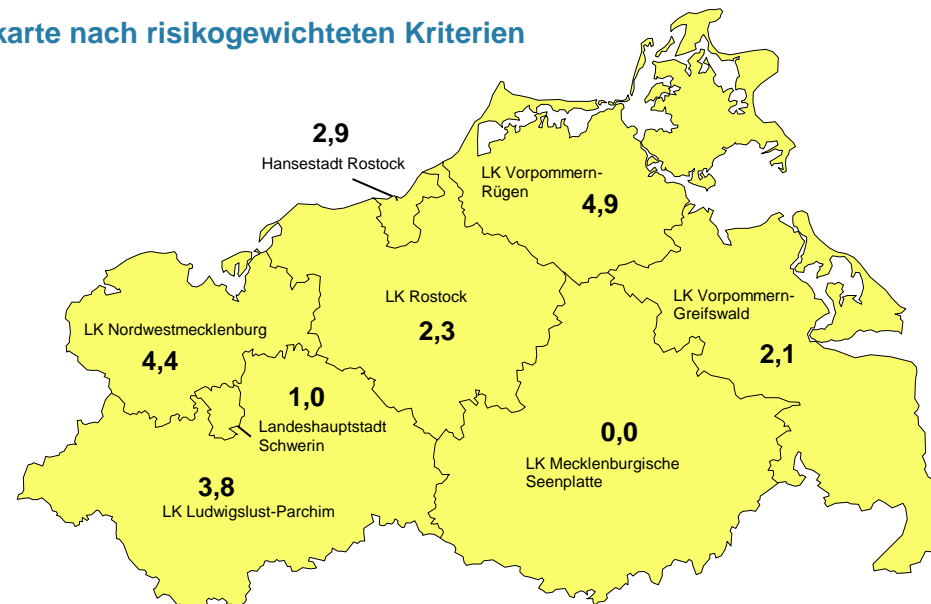 karte nach risikogewichteten Kriterien
2,9
Hansestadt Rostock
LK Vorpommern-
Rügen
4,9
LK Rostock
2,3
LK Vorpommern-
Greifswald
2,1
LK Nordwestmecklenburg
4,4
1,0
Landeshauptstadt
Schwerin
0,0
LK Mecklenburgische
Seenplatte
3,8
LK Ludwigslust-Parchim